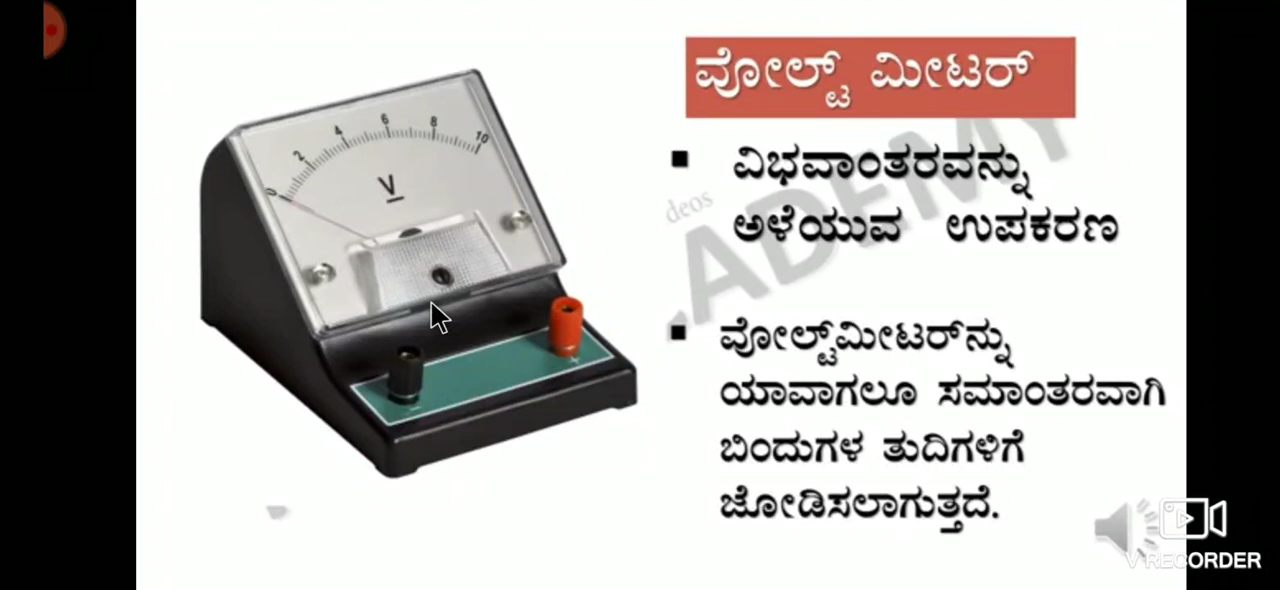 ವೋಲ್ಟ್ ಮೀಟರ್
▪ ವಿಭವಾಂತರವನ್ನು
ಅಳೆಯುವ ಉಪಕರಣ
▪ ವೋಲ್ಟ್‌ಮೀಟರ್‌ನ್ನು
ಯಾವಾಗಲೂ ಸಮಾಂತರವಾಗಿ
ಬಿಂದುಗಳ ತುದಿಗಳಿಗೆ
ಜೋಡಿಸಲಾಗುತ್ತದೆ.
0 2 4 6 8 10
V
- +
deos
ADEMY
V RECORDER